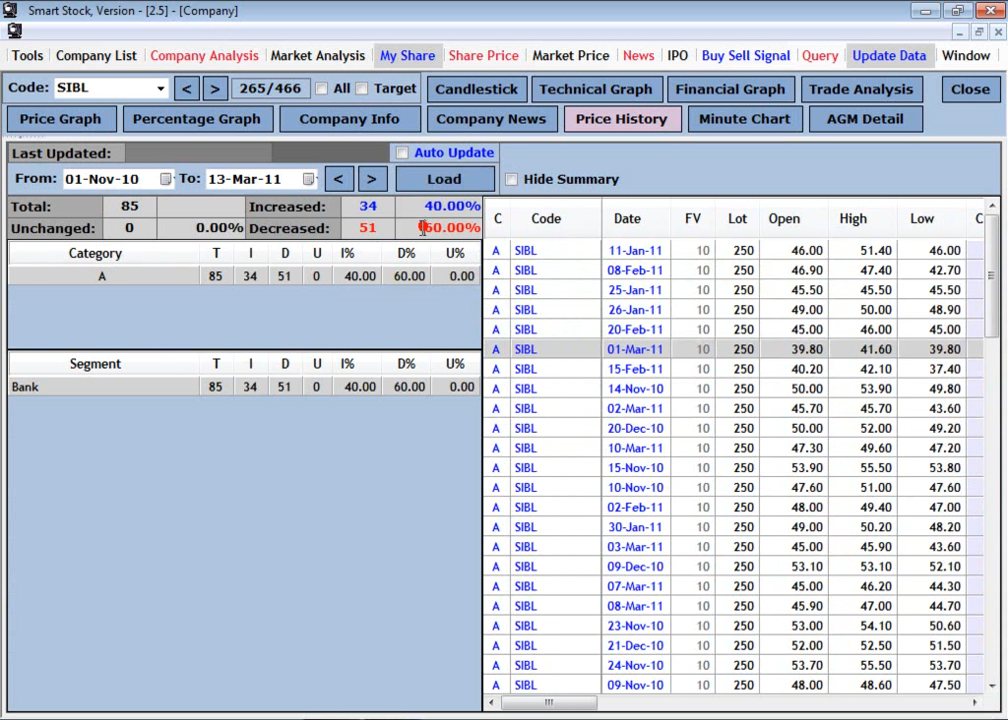 Smart Stock, Version - [2.5] - [Company]
Tools Company List Company Analysis Market Analysis My Share Share Price Market Price News IPO Buy Sell Signal Query Update Data Window
Code: SIBL < > 265/466 All Target Candlestick Technical Graph Financial Graph Trade Analysis Close
Price Graph Percentage Graph Company Info Company News Price History Minute Chart AGM Detail
Last Updated: Auto Update
From: 01-Nov-10 To: 13-Mar-11 < > Load Hide Summary
Total: 85 Increased: 34 40.00%
Unchanged: 0 0.00% Decreased: 51 60.00%
Category T I D U I% D% U%
A 85 34 51 0 40.00 60.00 0.00
Segment T I D U I% D% U%
Bank 85 34 51 0 40.00 60.00 0.00
C Code Date FV Lot Open High Low C
A SIBL 11-Jan-11 10 250 46.00 51.40 46.00
A SIBL 08-Feb-11 10 250 46.90 47.40 42.70
A SIBL 25-Jan-11 10 250 45.50 45.50 45.50
A SIBL 26-Jan-11 10 250 49.00 50.00 48.90
A SIBL 20-Feb-11 10 250 45.00 46.00 45.00
A SIBL 01-Mar-11 10 250 39.80 41.60 39.80
A SIBL 15-Feb-11 10 250 40.20 42.10 37.40
A SIBL 14-Nov-10 10 250 50.00 53.90 49.80
A SIBL 02-Mar-11 10 250 45.70 45.70 43.60
A SIBL 20-Dec-10 10 250 50.00 52.00 49.20
A SIBL 10-Mar-11 10 250 47.30 49.60 47.20
A SIBL 15-Nov-10 10 250 53.90 55.50 53.80
A SIBL 10-Nov-10 10 250 47.60 51.00 47.60
A SIBL 02-Feb-11 10 250 48.00 49.40 47.00
A SIBL 30-Jan-11 10 250 49.00 50.20 48.20
A SIBL 03-Mar-11 10 250 45.00 45.90 43.60
A SIBL 09-Dec-10 10 250 53.10 53.10 52.10
A SIBL 07-Mar-11 10 250 45.00 46.20 44.30
A SIBL 08-Mar-11 10 250 45.90 47.00 44.70
A SIBL 23-Nov-10 10 250 53.00 54.10 50.60
A SIBL 21-Dec-10 10 250 52.00 52.50 51.50
A SIBL 24-Nov-10 10 250 53.70 55.50 53.70
A SIBL 09-Nov-10 10 250 48.00 48.60 47.50